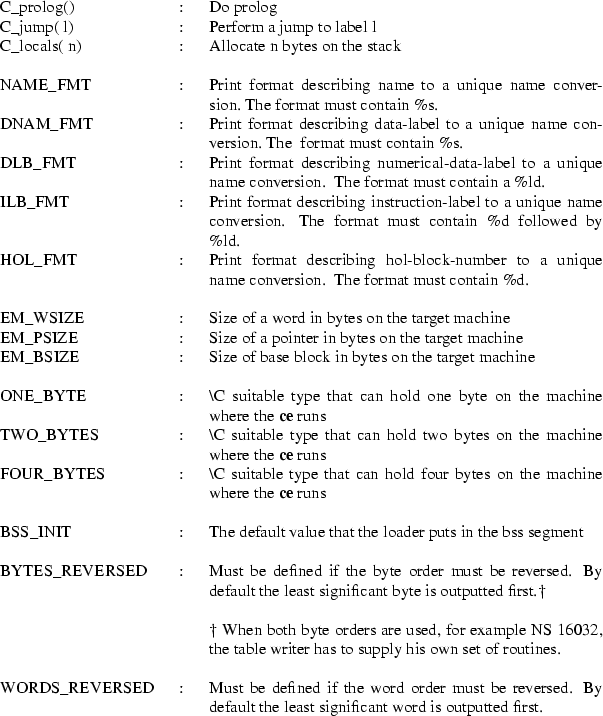 C_prolog() : Do prolog
C_jump( l) : Perform a jump to label l
C_locals( n) : Allocate n bytes on the stack
NAME_FMT : Print format describing name to a unique name conver-
sion. The format must contain %s.
DNAM_FMT : Print format describing data-label to a unique name con-
version. The format must contain %s.
DLB_FMT : Print format describing numerical-data-label to a unique
name conversion. The format must contain a %ld.
ILB_FMT : Print format describing instruction-label to a unique name
conversion. The format must contain %d followed by
%ld.
HOL_FMT : Print format describing hol-block-number to a unique
name conversion. The format must contain %d.
EM_WSIZE : Size of a word in bytes on the target machine
EM_PSIZE : Size of a pointer in bytes on the target machine
EM_BSIZE : Size of base block in bytes on the target machine
ONE_BYTE : \C suitable type that can hold one byte on the machine
where the ce runs
TWO_BYTES : \C suitable type that can hold two bytes on the machine
where the ce runs
FOUR_BYTES : \C suitable type that can hold four bytes on the machine
where the ce runs
BSS_INIT : The default value that the loader puts in the bss segment
BYTES_REVERSED : Must be defined if the byte order must be reversed. By
default the least significant byte is outputted first.†
† When both byte orders are used, for example NS 16032,
the table writer has to supply his own set of routines.
WORDS_REVERSED : Must be defined if the word order must be reversed. By
default the least significant word is outputted first.